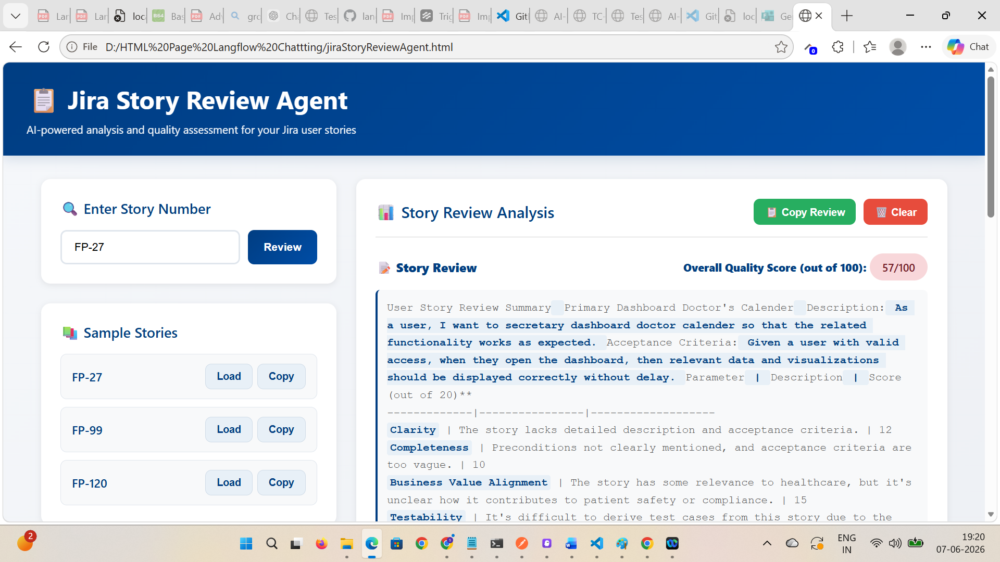 Lar
Lar
loc
B64
Bas
Adv
grc
Cha
Tes
lan
Imp
Trig
Imp
Git
AI-
TC-
Tes
AI-
Git
loc
Ge
File D:/HTML%20Page%20Langflow%20Chattting/jiraStoryReviewAgent.html
0
Chat
Jira Story Review Agent
AI-powered analysis and quality assessment for your Jira user stories
Enter Story Number
FP-27
Review
Sample Stories
FP-27 Load Copy
FP-99 Load Copy
FP-120 Load Copy
Story Review Analysis
Copy Review
Clear
Story Review
Overall Quality Score (out of 100): 57/100
User Story Review Summary Primary Dashboard Doctor's Calender Description: As
a user, I want to secretary dashboard doctor calender so that the related
functionality works as expected. Acceptance Criteria: Given a user with valid
access, when they open the dashboard, then relevant data and visualizations
should be displayed correctly without delay. Parameter | Description | Score
(out of 20)**
-------------|----------------|-------------------
Clarity | The story lacks detailed description and acceptance criteria. | 12
Completeness | Preconditions not clearly mentioned, and acceptance criteria are
too vague. | 10
Business Value Alignment | The story has some relevance to healthcare, but it's
unclear how it contributes to patient safety or compliance. | 15
Testability | It's difficult to derive test cases from this story due to the
2
ENG
IN
19:20
07-06-2026